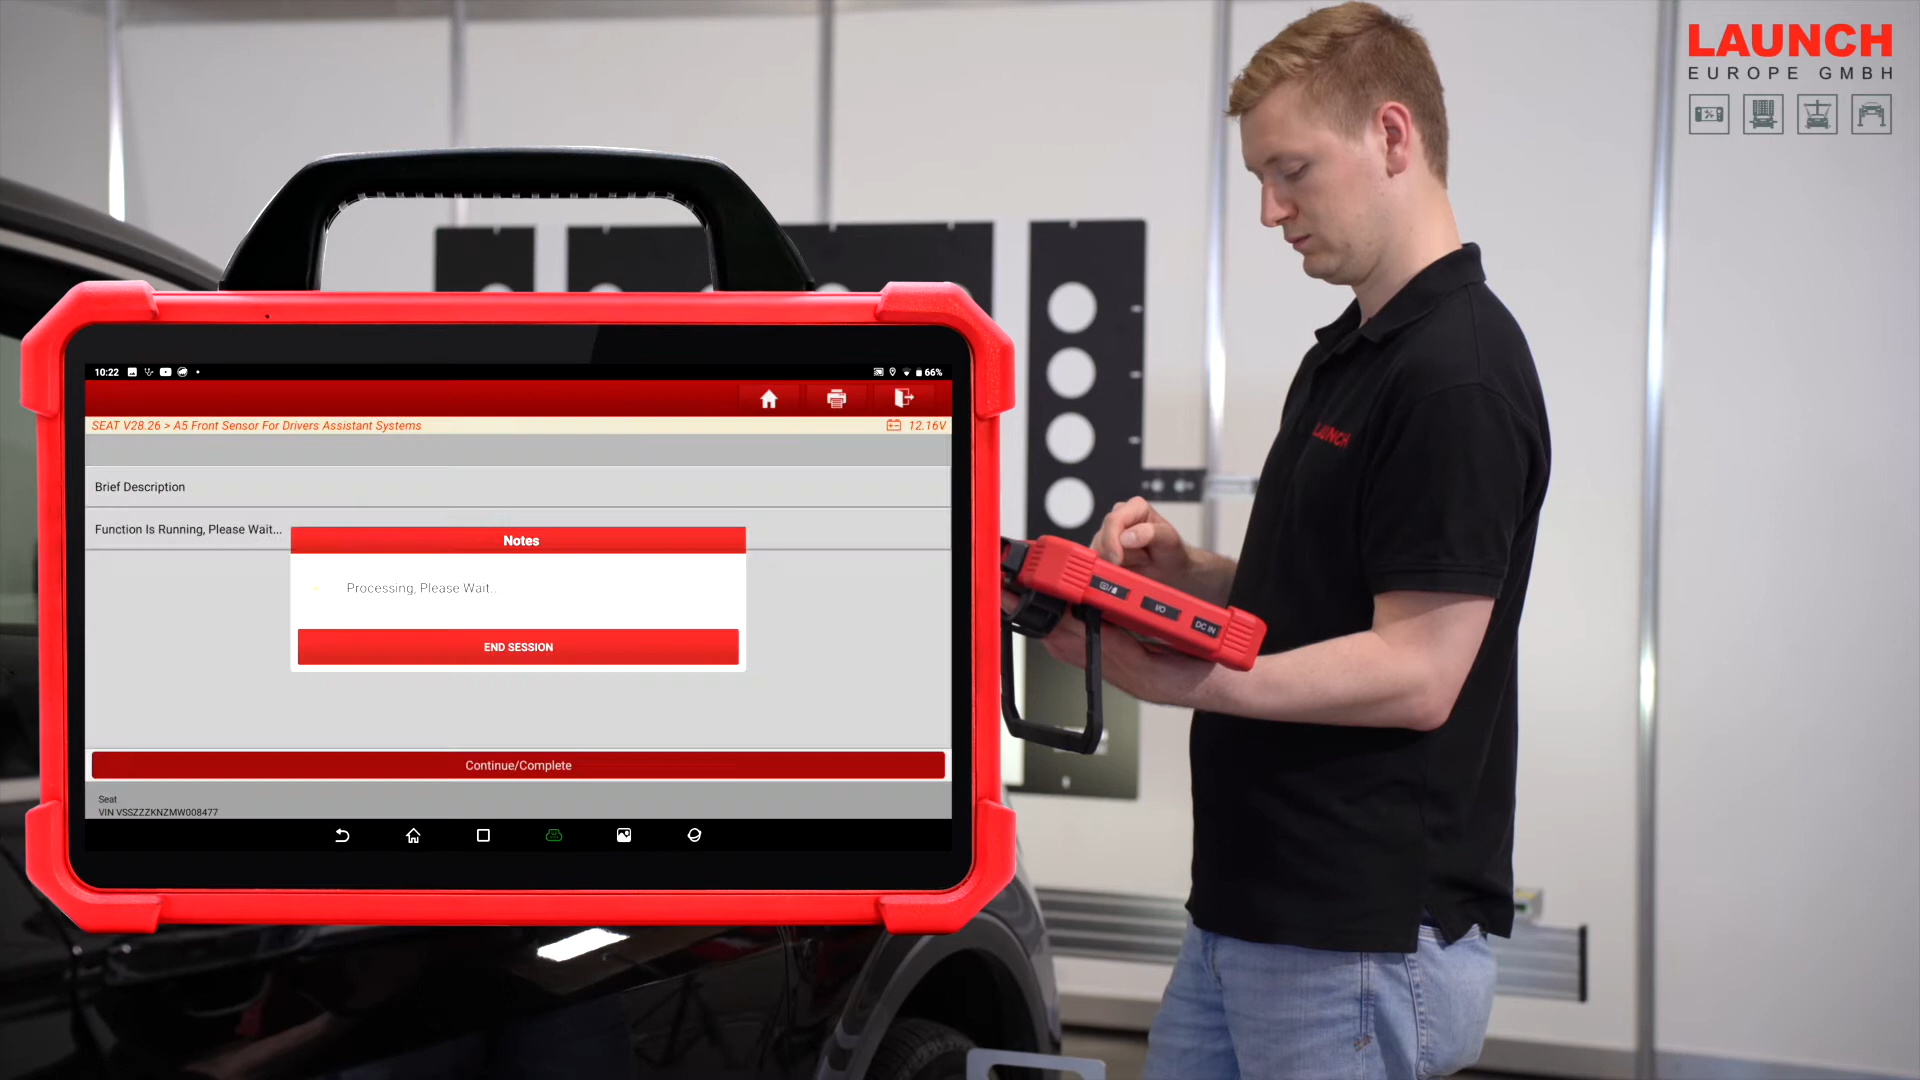 LAUNCH
EUROPE GMBH
10:22
66%
SEAT V28.26 > A5 Front Sensor For Drivers Assistant Systems
12.16V
Brief Description
Function Is Running, Please Wait...
Notes
Processing, Please Wait..
END SESSION
Continue/Complete
Seat
VIN VSSZZZKNZMW008477
LAUNCH
I/O
DC IN